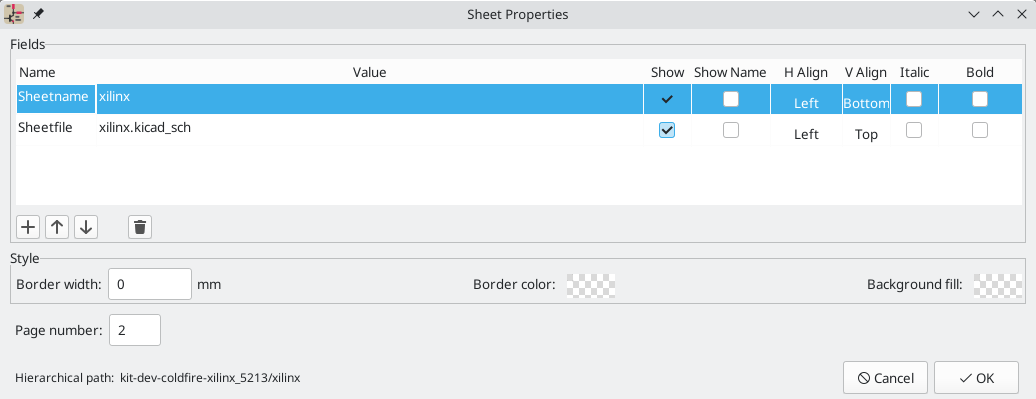 Sheet Properties
Fields
Name Value Show Show Name H Align V Align Italic Bold
Sheetname xilinx Left Bottom
Sheetfile xilinx.kicad_sch Left Top
Style
Border width: 0 mm Border color: Background fill:
Page number: 2
Hierarchical path: kit-dev-coldfire-xilinx_5213/xilinx Cancel OK